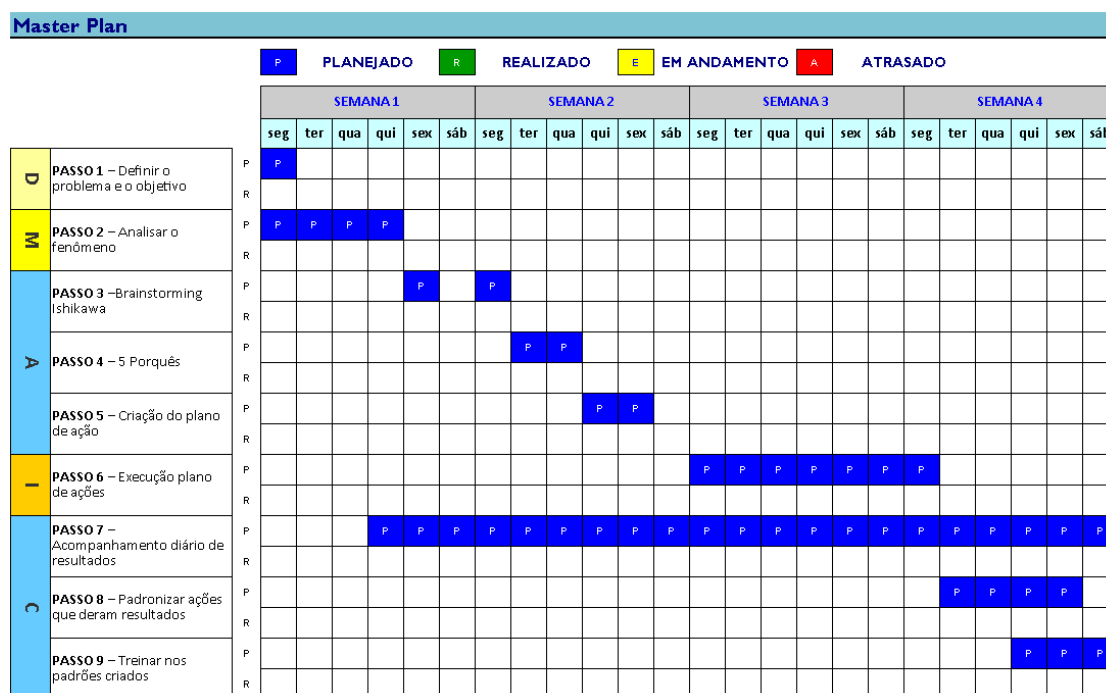 Master Plan
P PLANEJADO R REALIZADO E EM ANDAMENTO A ATRASADO
SEMANA 1 SEMANA 2 SEMANA 3 SEMANA 4
seg ter qua qui sex sáb seg ter qua qui sex sáb seg ter qua qui sex sáb seg ter qua qui sex sáb
D
PASSO 1 – Definir o
problema e o objetivo
P P
R
M
PASSO 2 – Analisar o
fenômeno
P P P P P
R
A
PASSO 3 –Brainstorming
Ishikawa
P P P
R
PASSO 4 – 5 Porquês
P P P
R
PASSO 5 – Criação do plano
de ação
P P P
R
I
PASSO 6 – Execução plano
de ações
P P P P P P P P
R
C
PASSO 7 –
Acompanhamento diário de
resultados
P P P P P P P P P P P P P P P P P P P P P P
R
PASSO 8 – Padronizar ações
que deram resultados
P P P P P
R
PASSO 9 – Treinar nos
padrões criados
P P P P
R